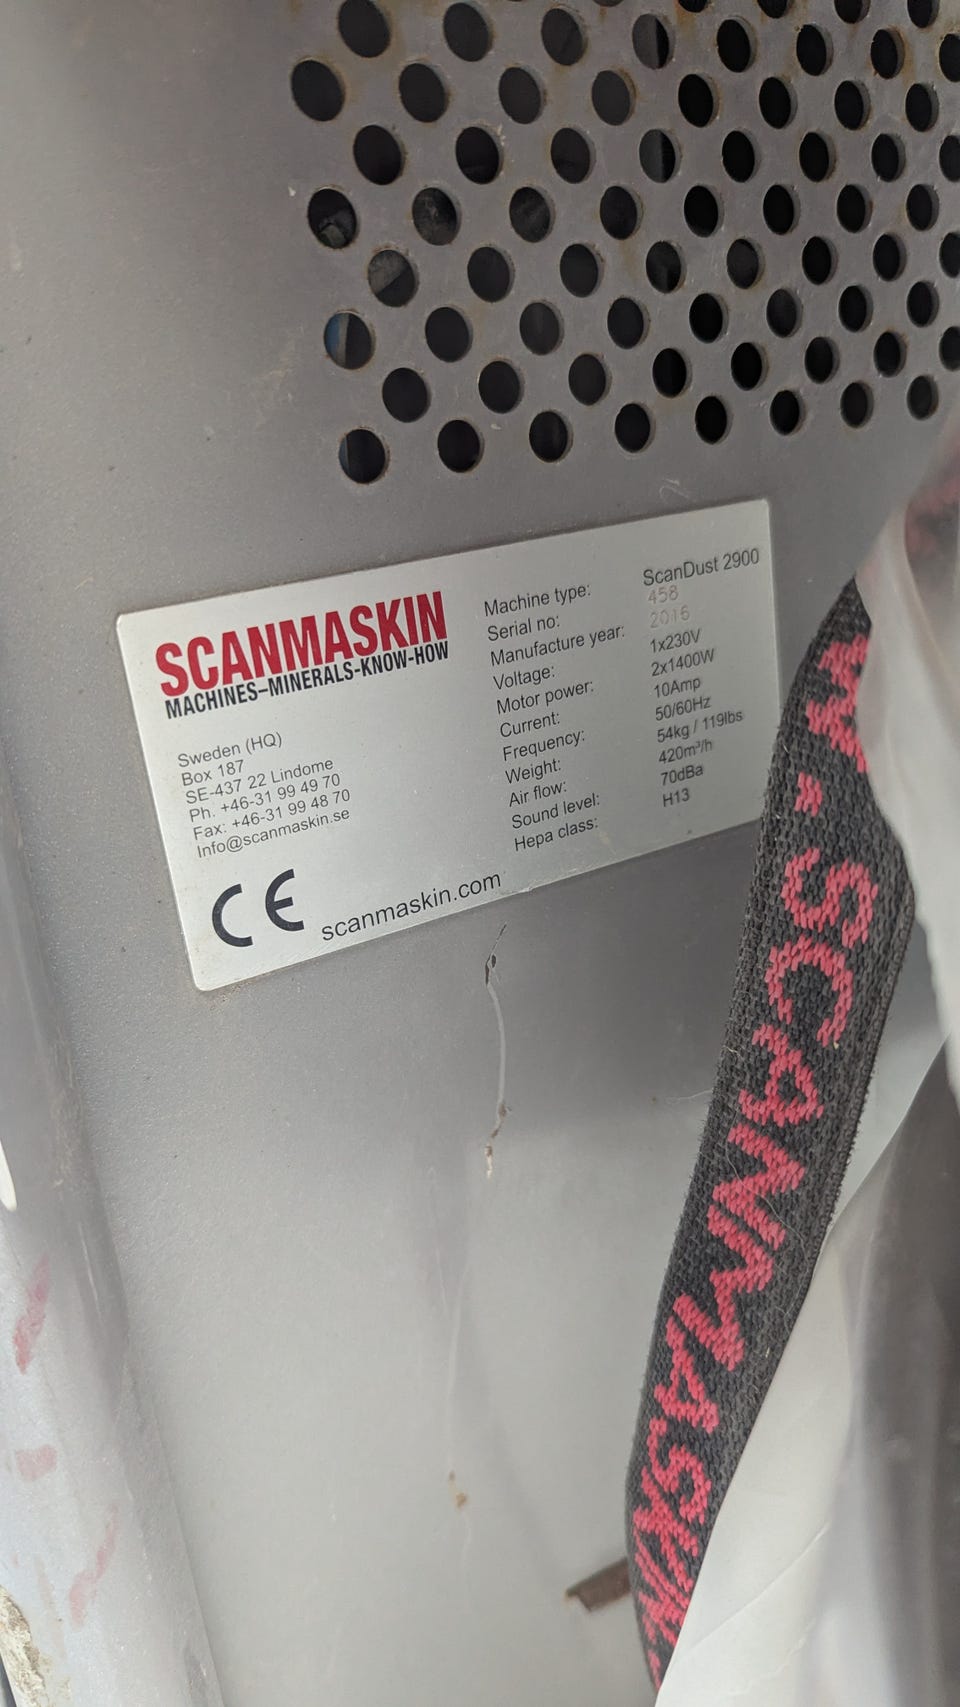 SCANMASKIN
MACHINES–MINERALS-KNOW-HOW
Sweden (HQ)
Box 187
SE-437 22 Lindome
Ph. +46-31 99 49 70
Fax: +46-31 99 48 70
Info@scanmaskin.se
CE
scanmaskin.com
Machine type: ScanDust 2900
Serial no: 458
Manufacture year: 2016
Voltage: 1x230V
Motor power: 2x1400W
Current: 10Amp
Frequency: 50/60Hz
Weight: 54kg / 119lbs
Air flow: 420m³/h
Sound level: 70dBa
Hepa class: H13
SCANMASKIN